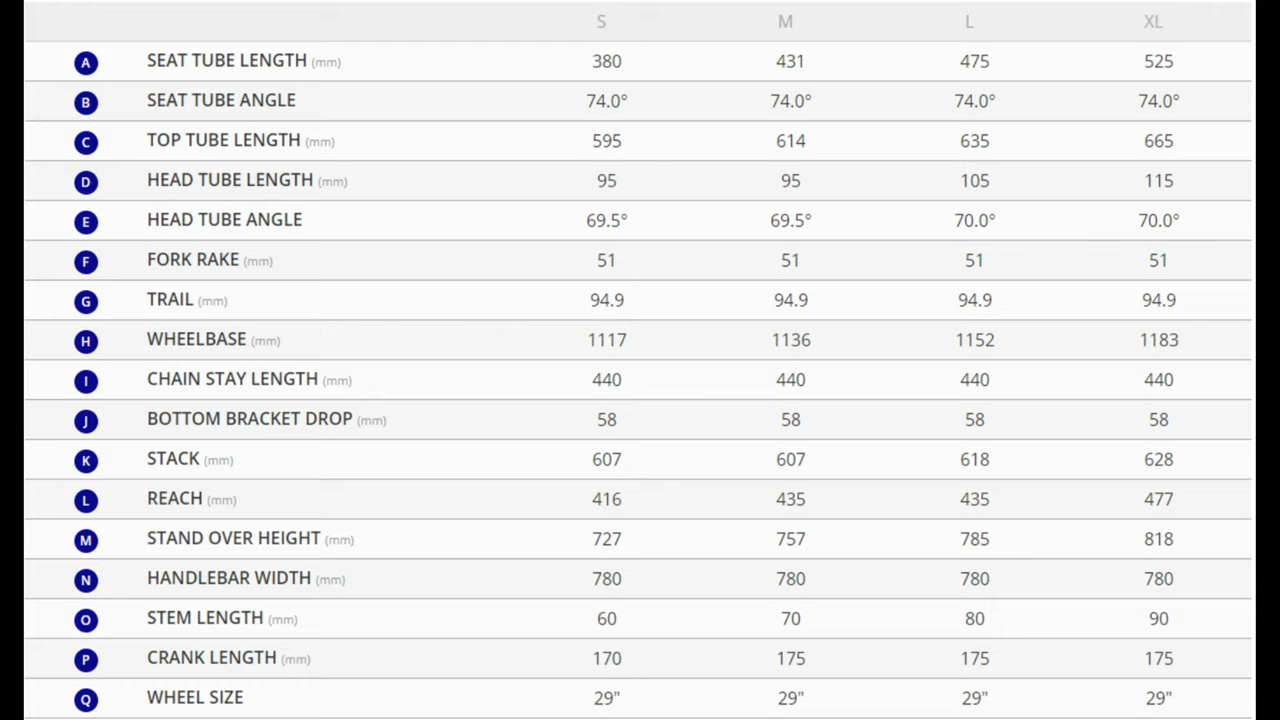 S M L XL
A SEAT TUBE LENGTH (mm) 380 431 475 525
B SEAT TUBE ANGLE 74.0° 74.0° 74.0° 74.0°
C TOP TUBE LENGTH (mm) 595 614 635 665
D HEAD TUBE LENGTH (mm) 95 95 105 115
E HEAD TUBE ANGLE 69.5° 69.5° 70.0° 70.0°
F FORK RAKE (mm) 51 51 51 51
G TRAIL (mm) 94.9 94.9 94.9 94.9
H WHEELBASE (mm) 1117 1136 1152 1183
I CHAIN STAY LENGTH (mm) 440 440 440 440
J BOTTOM BRACKET DROP (mm) 58 58 58 58
K STACK (mm) 607 607 618 628
L REACH (mm) 416 435 435 477
M STAND OVER HEIGHT (mm) 727 757 785 818
N HANDLEBAR WIDTH (mm) 780 780 780 780
O STEM LENGTH (mm) 60 70 80 90
P CRANK LENGTH (mm) 170 175 175 175
Q WHEEL SIZE 29" 29" 29" 29"